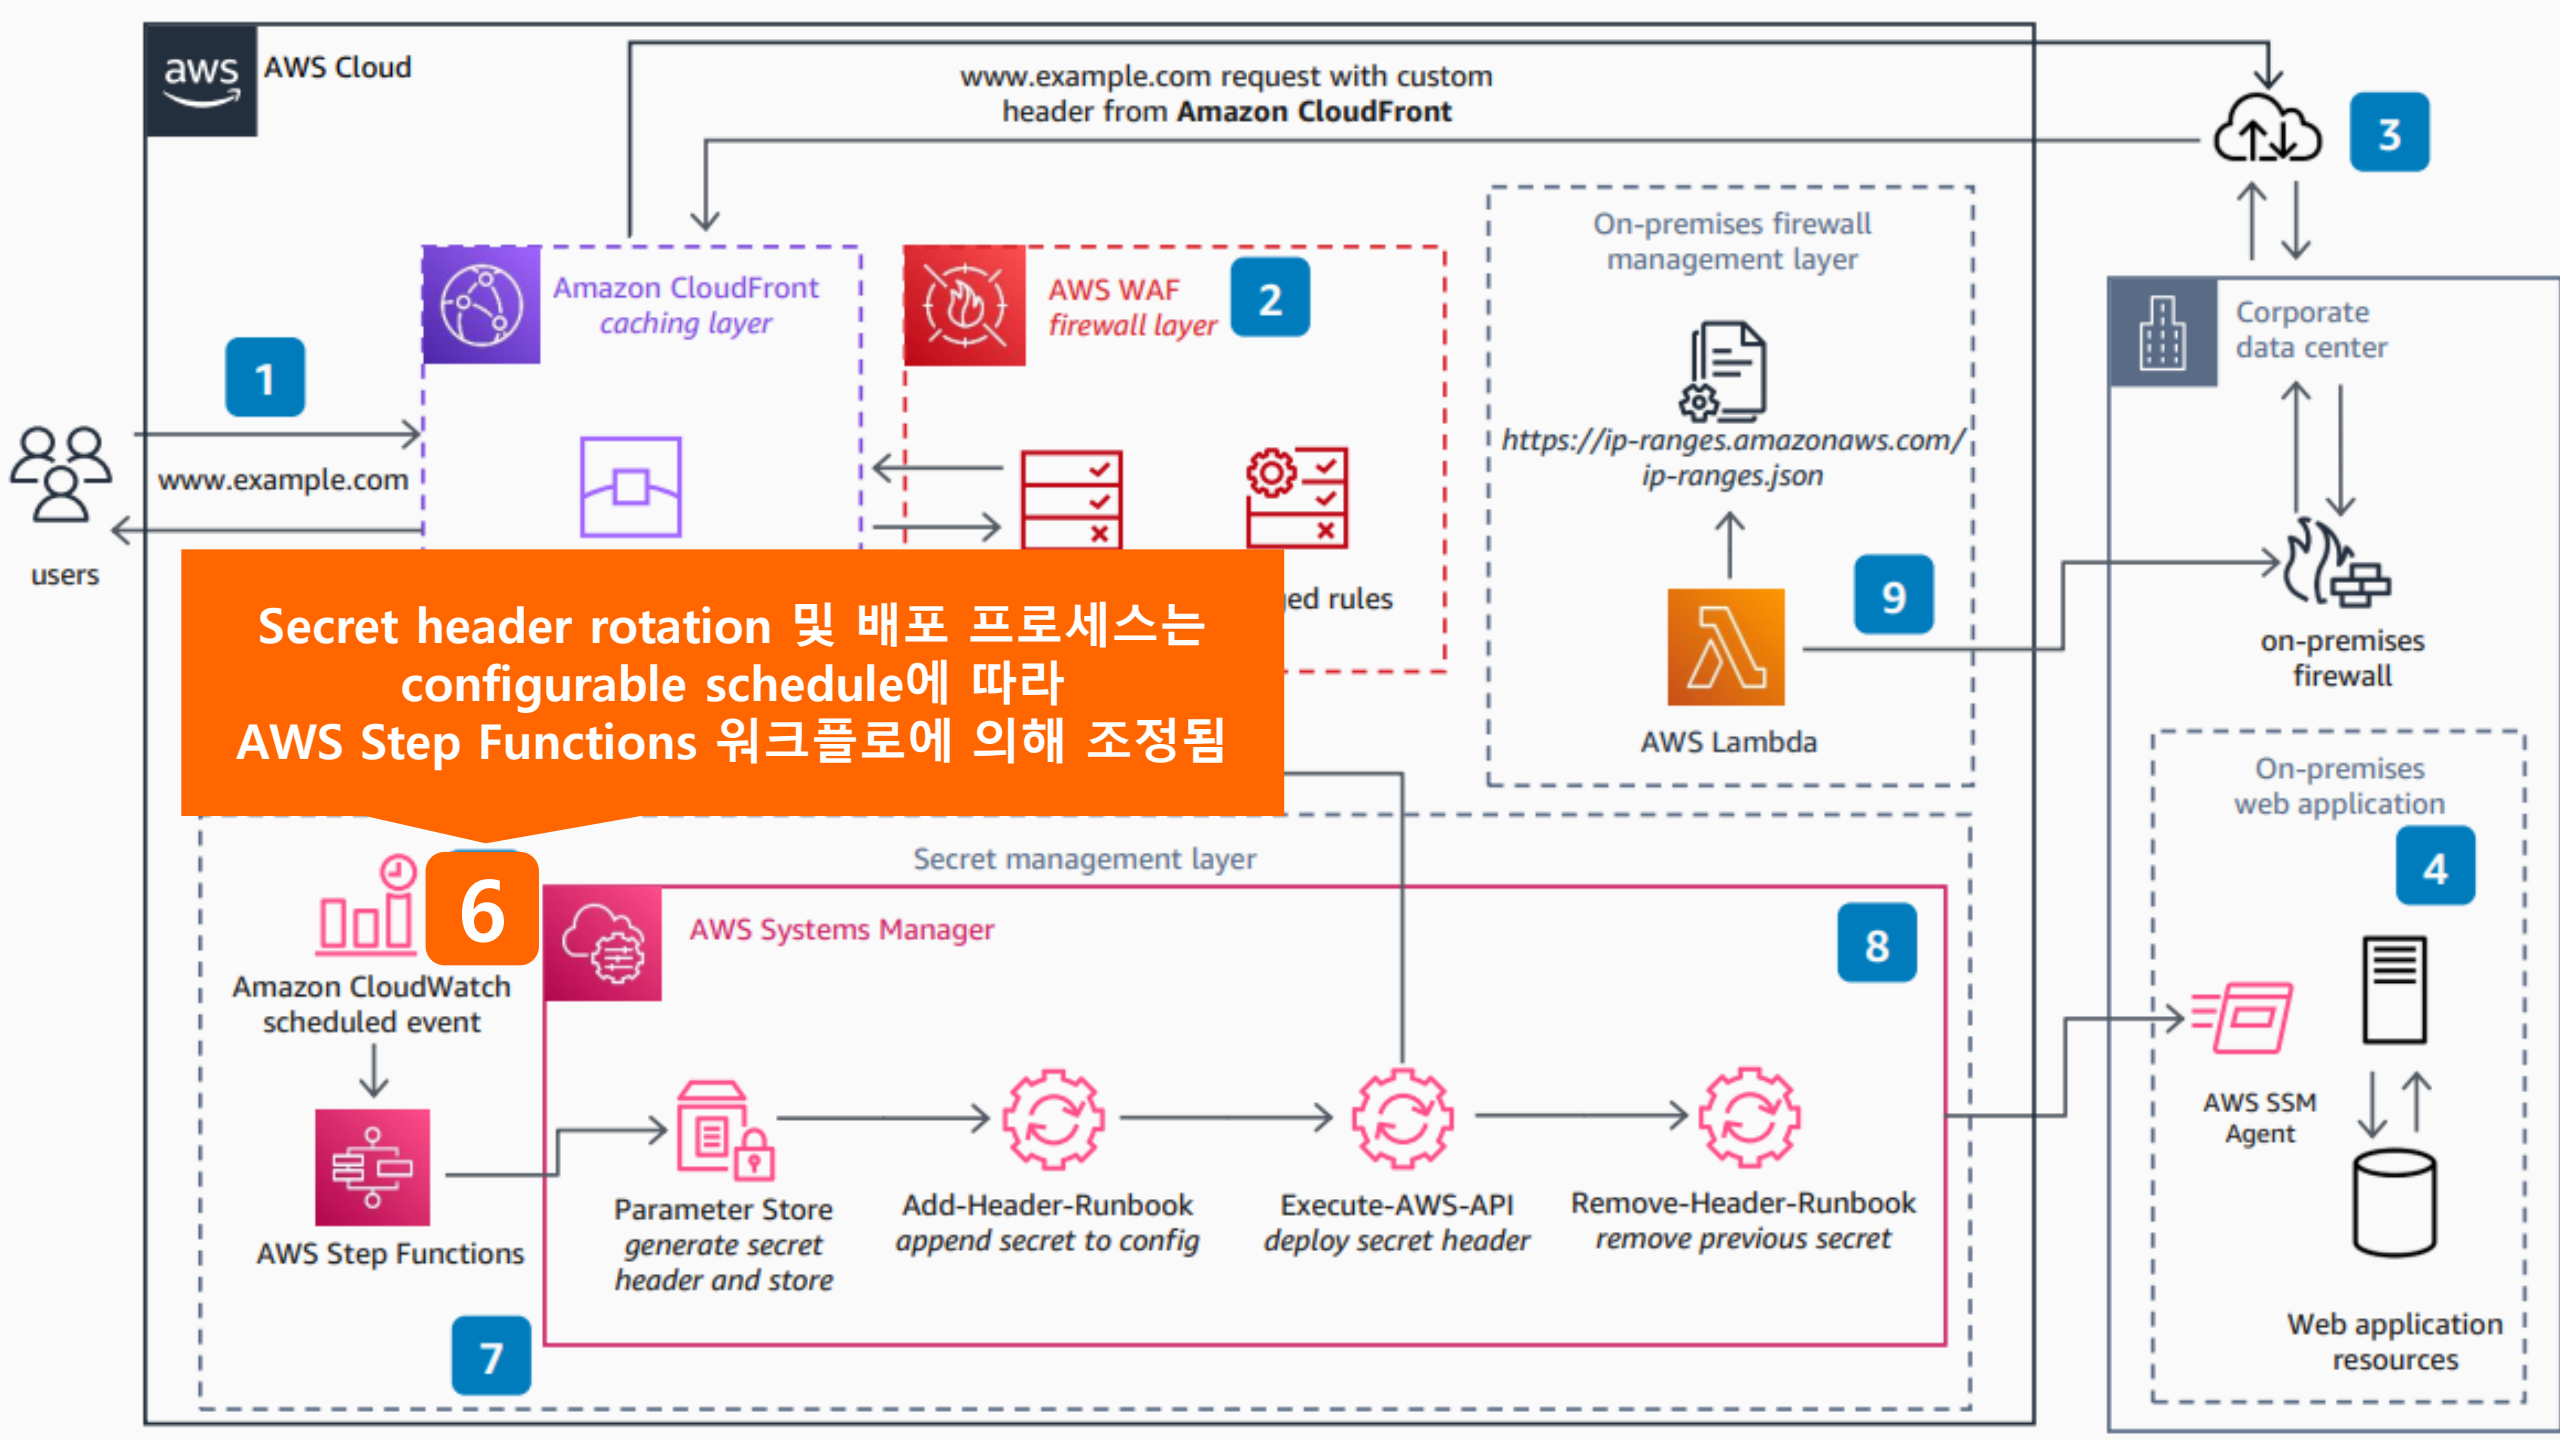 aws
AWS Cloud
www.example.com request with custom
header from Amazon CloudFront
3
Amazon CloudFront
caching layer
AWS WAF
firewall layer
2
On-premises firewall
management layer
https://ip-ranges.amazonaws.com/
ip-ranges.json
Corporate
data center
1
www.example.com
users
rules
9
AWS Lambda
on-premises
firewall
Secret header rotation 및 배포 프로세스는
configurable schedule에 따라
AWS Step Functions 워크플로에 의해 조정됨
On-premises
web application
4
Secret management layer
6
Amazon CloudWatch
scheduled event
AWS Systems Manager
8
AWS Step Functions
Parameter Store
generate secret
header and store
Add-Header-Runbook
append secret to config
Execute-AWS-API
deploy secret header
Remove-Header-Runbook
remove previous secret
7
AWS SSM
Agent
Web application
resources